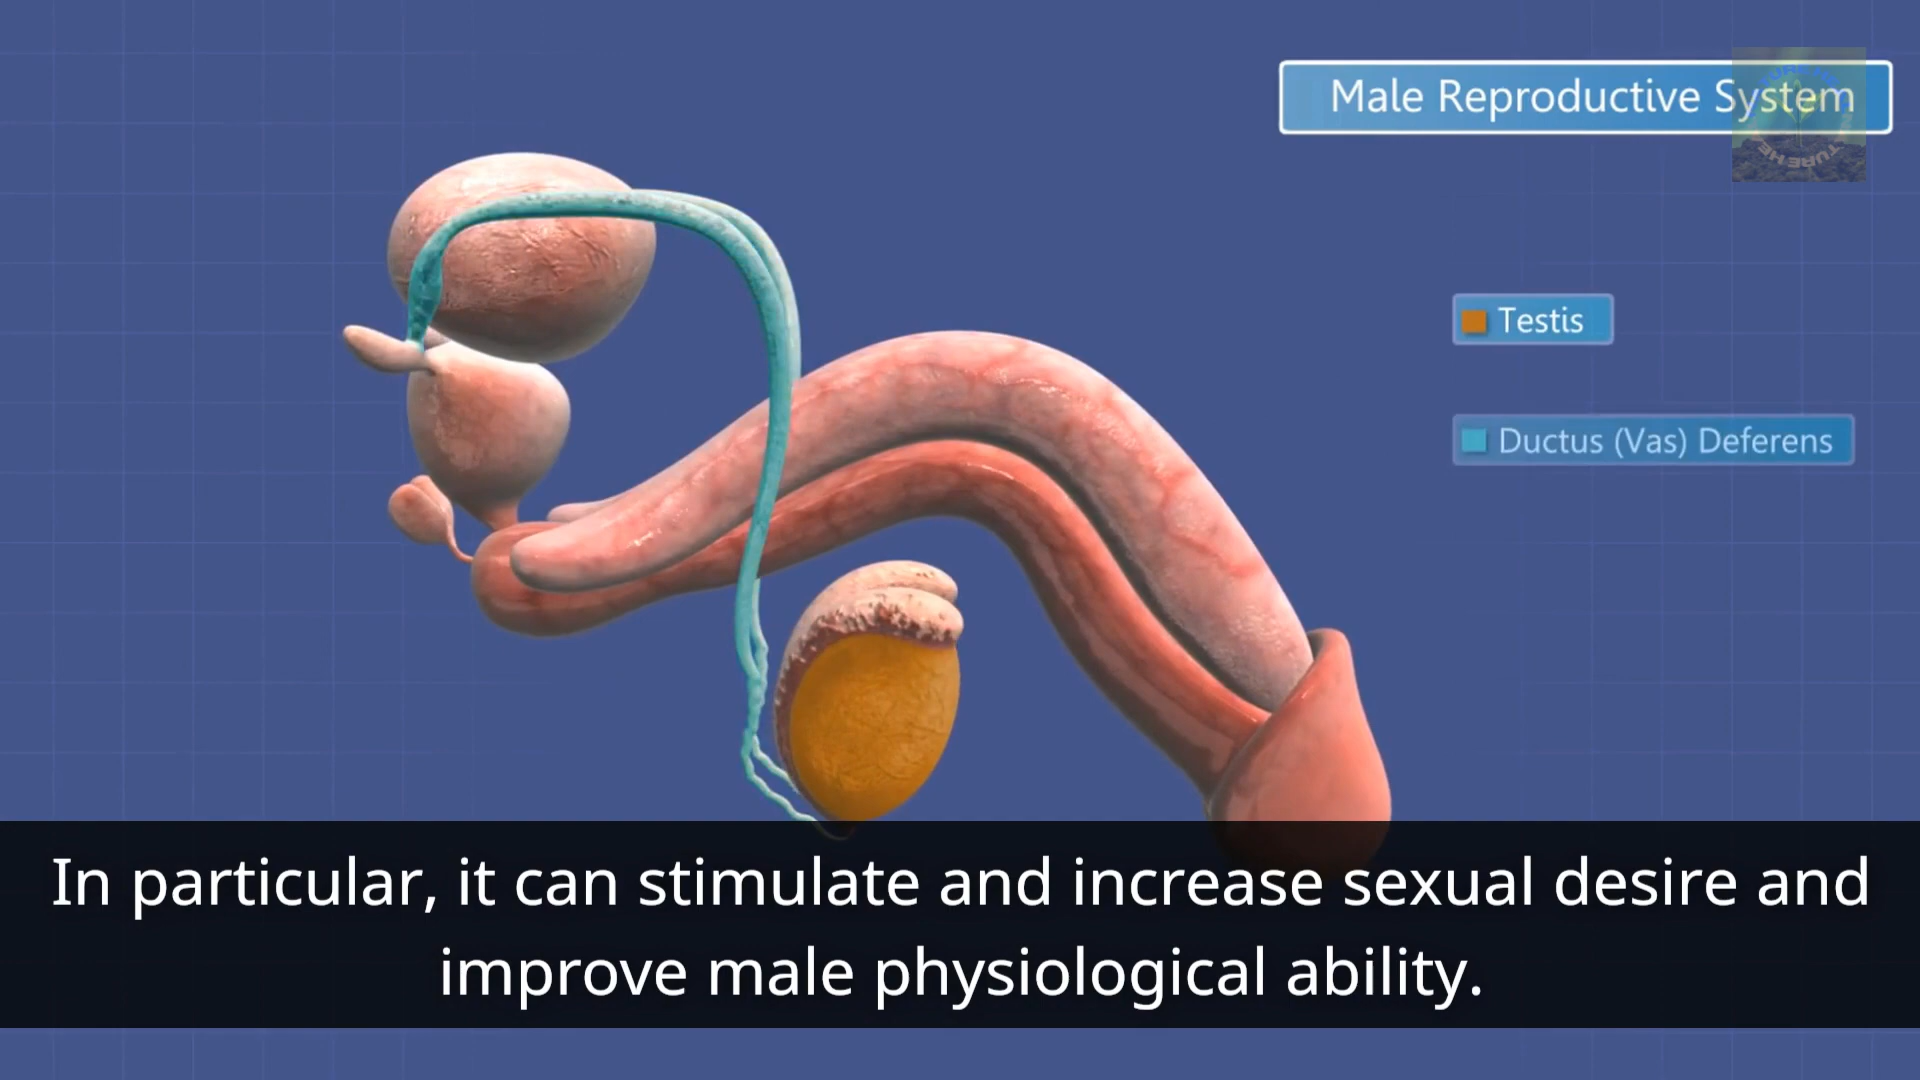 Male Reproductive System
Testis
Ductus (Vas) Deferens
In particular, it can stimulate and increase sexual desire and
improve male physiological ability.